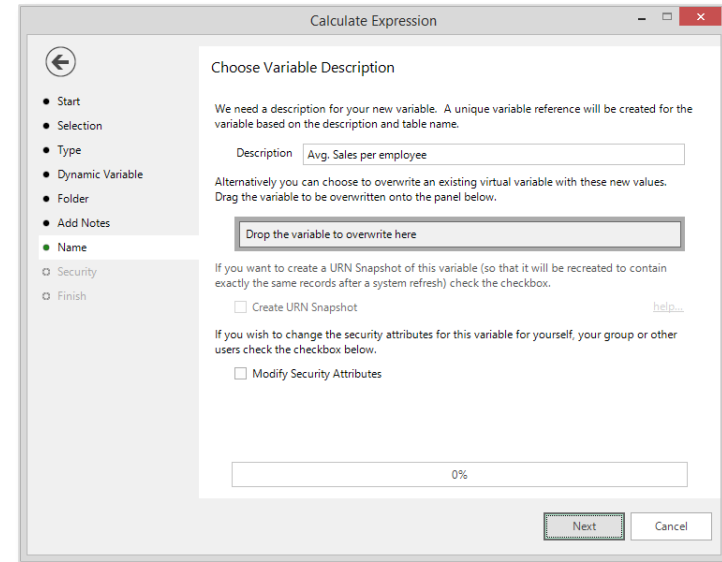 Calculate Expression
Choose Variable Description
Start
Selection
Type
Dynamic Variable
Folder
Add Notes
Name
Security
Finish
We need a description for your new variable. A unique variable reference will be created for the
variable based on the description and table name.
Description Avg. Sales per employee
Alternatively you can choose to overwrite an existing virtual variable with these new values.
Drag the variable to be overwritten onto the panel below.
Drop the variable to overwrite here
If you want to create a URN Snapshot of this variable (so that it will be recreated to contain
exactly the same records after a system refresh) check the checkbox.
Create URN Snapshot help...
If you wish to change the security attributes for this variable for yourself, your group or other
users check the checkbox below.
Modify Security Attributes
0%
Next Cancel